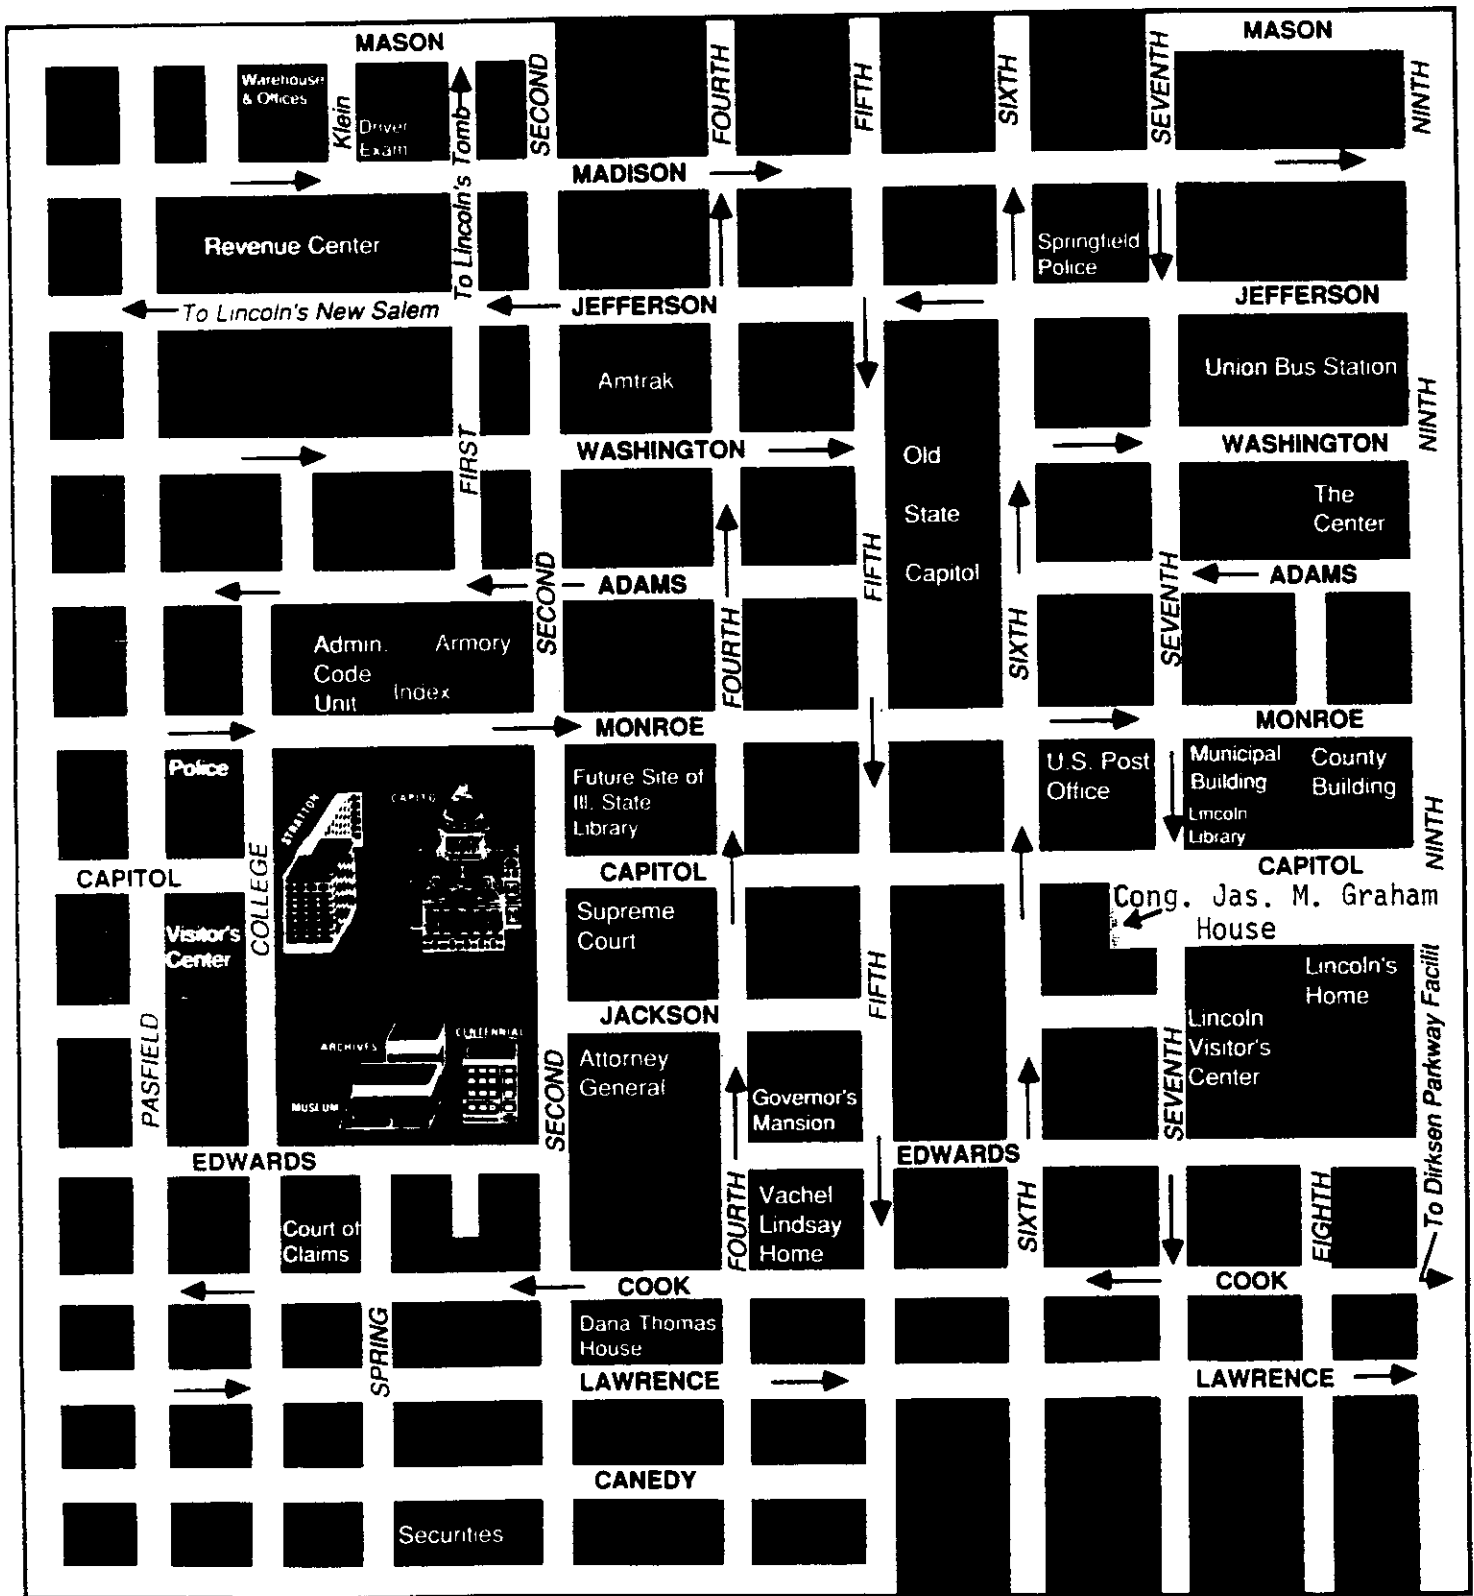 MASON
MASON
Warehouse
& Offices
Klein
Driver
Exam
To Lincoln's Tomb
SECOND
FOURTH
FIFTH
SIXTH
SEVENTH
NINTH
MADISON
Revenue Center
Springfield
Police
To Lincoln's New Salem
JEFFERSON
JEFFERSON
Amtrak
Union Bus Station
NINTH
FIRST
WASHINGTON
WASHINGTON
Old
State
Capitol
The
Center
SECOND
ADAMS
FIFTH
SEVENTH
ADAMS
Admin.
Code
Unit
Armory
Index
FOURTH
SIXTH
MONROE
MONROE
Police
STRATTON
CAPITO
Future Site of
Ill. State
Library
U.S. Post
Office
Municipal
Building
Lincoln
Library
County
Building
NINTH
CAPITOL
COLLEGE
CAPITOL
CAPITOL
Cong. Jas. M. Graham
House
Visitor's
Center
Supreme
Court
FIFTH
Lincoln's
Home
JACKSON
PASFIELD
ARCHIVES
CENTENNIAL
MUSEUM
SECOND
Attorney
General
Governor's
Mansion
Lincoln
Visitor's
Center
SEVENTH
To Dirksen Parkway Facilit
EDWARDS
EDWARDS
Court of
Claims
FOURTH
Vachel
Lindsay
Home
SIXTH
EIGHTH
COOK
COOK
SPRING
Dana Thomas
House
LAWRENCE
LAWRENCE
CANEDY
Securities